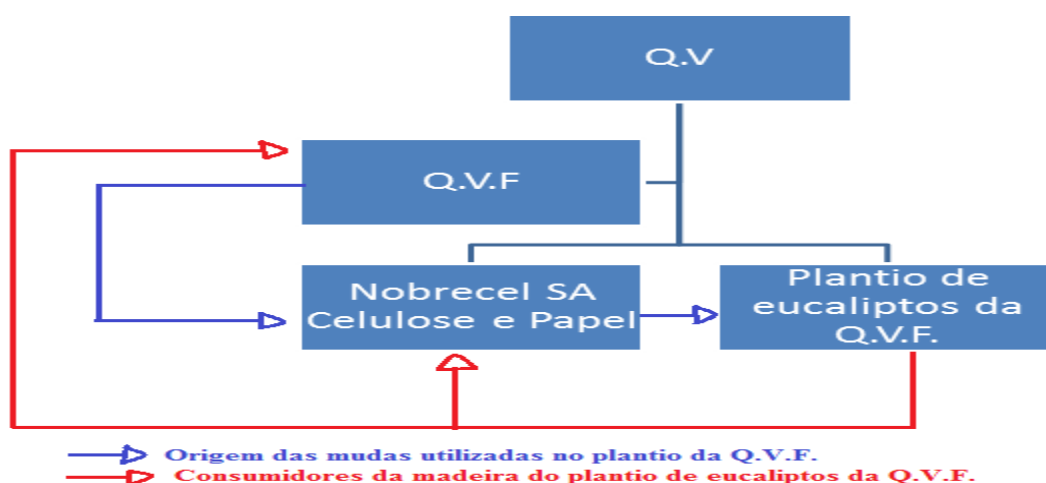 Q.V
Q.V.F
Nobrecel SA
Celulose e Papel
Plantio de
eucaliptos da
Q.V.F.
Origem das mudas utilizadas no plantio da Q.V.F.
Consumidores da madeira do plantio de eucaliptos da Q.V.F.